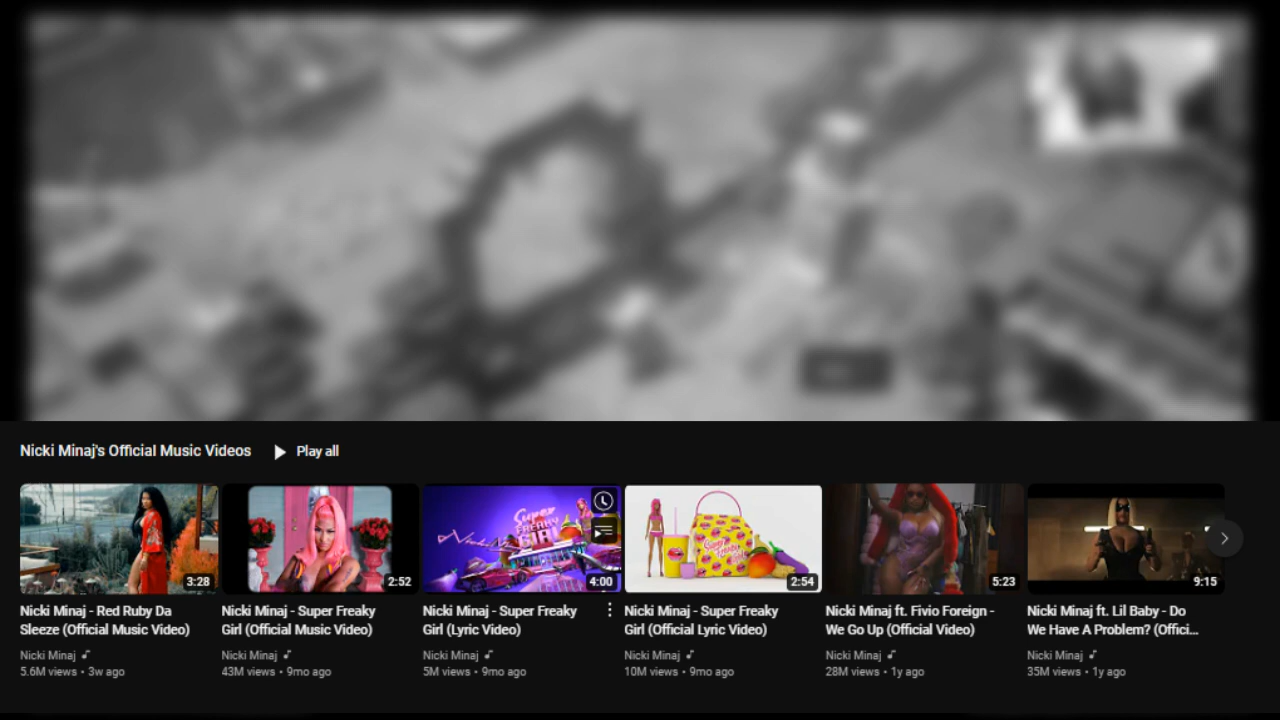 Nicki Minaj's Official Music Videos
Play all
Super
FREAKY
GIRL
3:28
2:52
4:00
2:54
5:23
9:15
Nicki Minaj - Red Ruby Da
Sleeze (Official Music Video)
Nicki Minaj
5.6M views • 3w ago
Nicki Minaj - Super Freaky
Girl (Official Music Video)
Nicki Minaj
43M views • 9mo ago
Nicki Minaj - Super Freaky
Girl (Lyric Video)
Nicki Minaj
5M views • 9mo ago
Nicki Minaj - Super Freaky
Girl (Official Lyric Video)
Nicki Minaj
10M views • 9mo ago
Nicki Minaj ft. Fivio Foreign -
We Go Up (Official Video)
Nicki Minaj
28M views • 1y ago
Nicki Minaj ft. Lil Baby - Do
We Have A Problem? (Offici...
Nicki Minaj
35M views • 1y ago